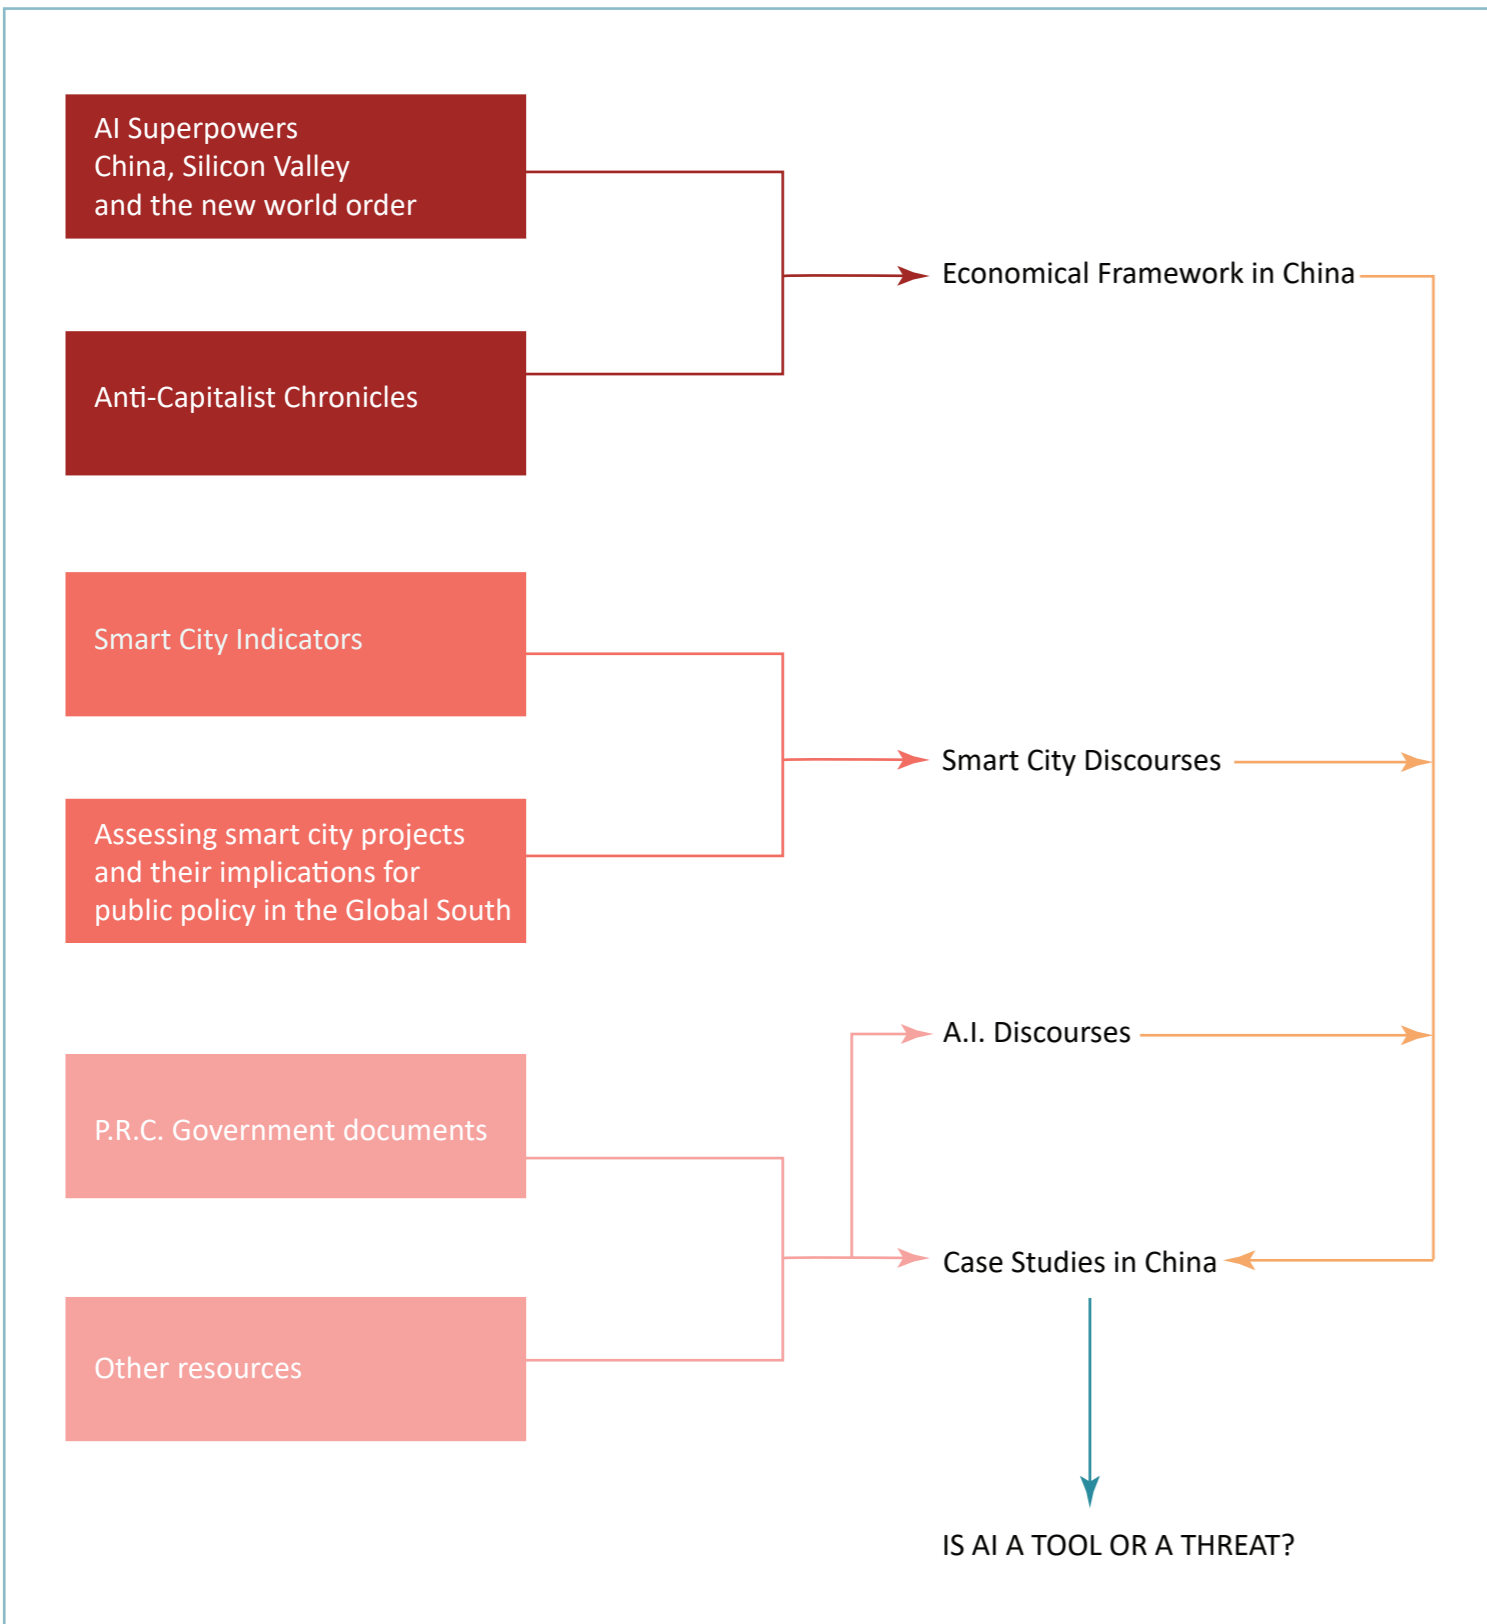 AI Superpowers
China, Silicon Valley
and the new world order
Economical Framework in China
Anti-Capitalist Chronicles
Smart City Indicators
Smart City Discourses
Assessing smart city projects
and their implications for
public policy in the Global South
A.I. Discourses
P.R.C. Government documents
Case Studies in China
Other resources
IS AI A TOOL OR A THREAT?